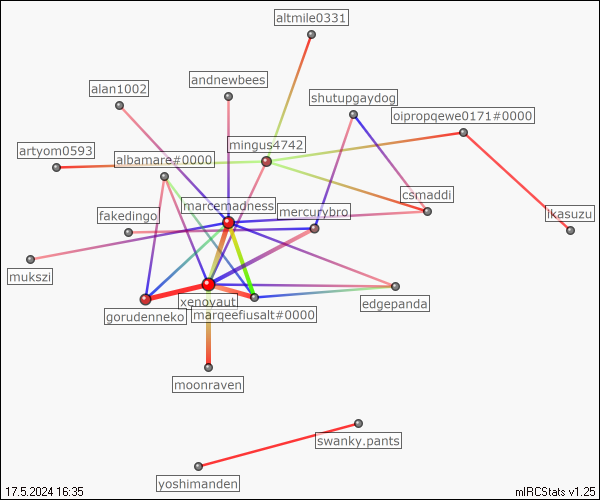 altmile0331
andnewbees
alan1002
shutupgaydog
oipropqewe0171#0000
mingus4742
artyom0593
albamare#0000
csmaddi
marcemadness
mercurybro
fakedingo
ikasuzu
mukszi
xenovaut
edgepanda
gorudenneko
marqeefiusalt#0000
moonraven
swanky.pants
yoshimanden
17.5.2024 16:35
mIRCStats v1.25